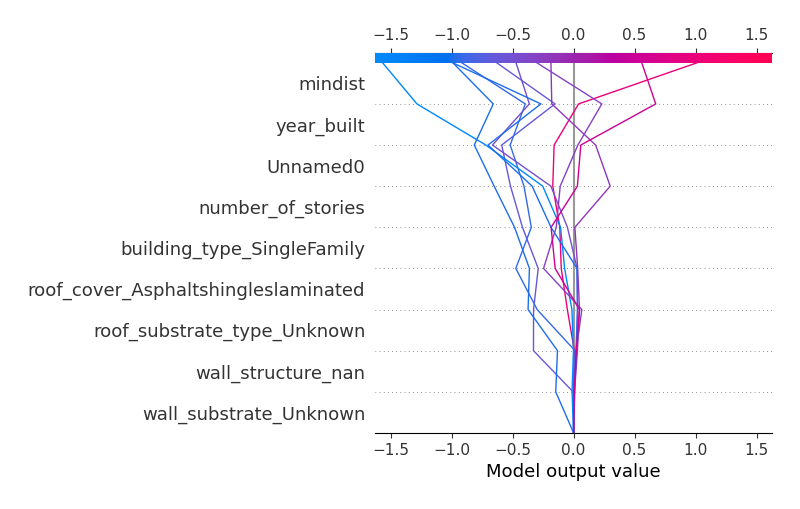 −1.5 −1.0 −0.5 0.0 0.5 1.0 1.5
mindist
year_built
Unnamed0
number_of_stories
building_type_SingleFamily
roof_cover_Asphaltshingleslaminated
roof_substrate_type_Unknown
wall_structure_nan
wall_substrate_Unknown
−1.5 −1.0 −0.5 0.0 0.5 1.0 1.5
Model output value